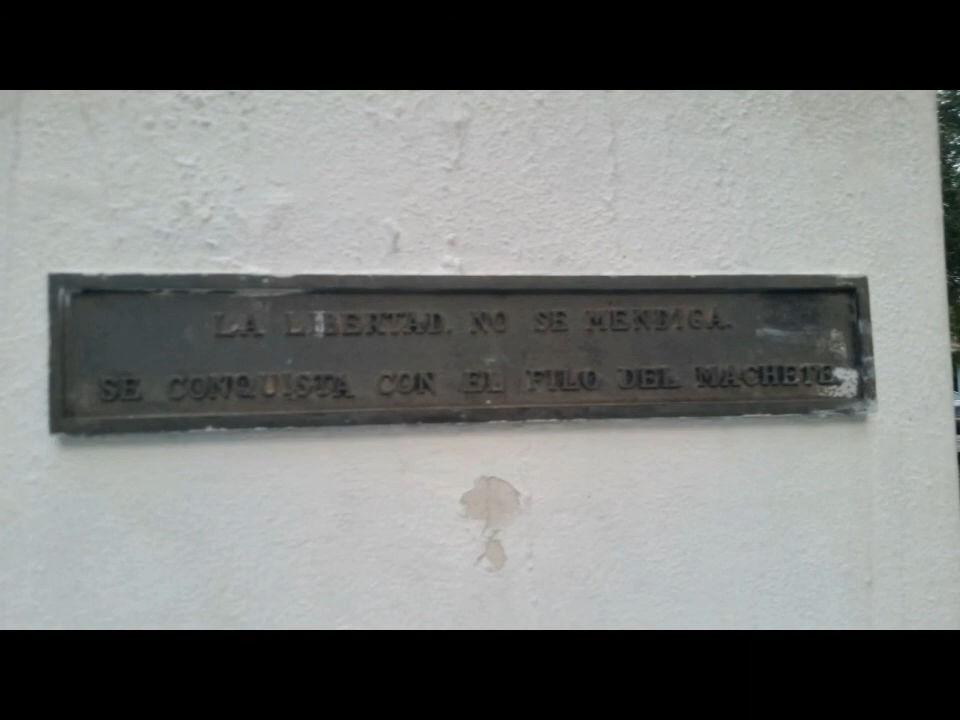 LA LIBERTAD. NO SE MENDIGA.
SE CONQUISTA CON EL FILO DEL MACHETE